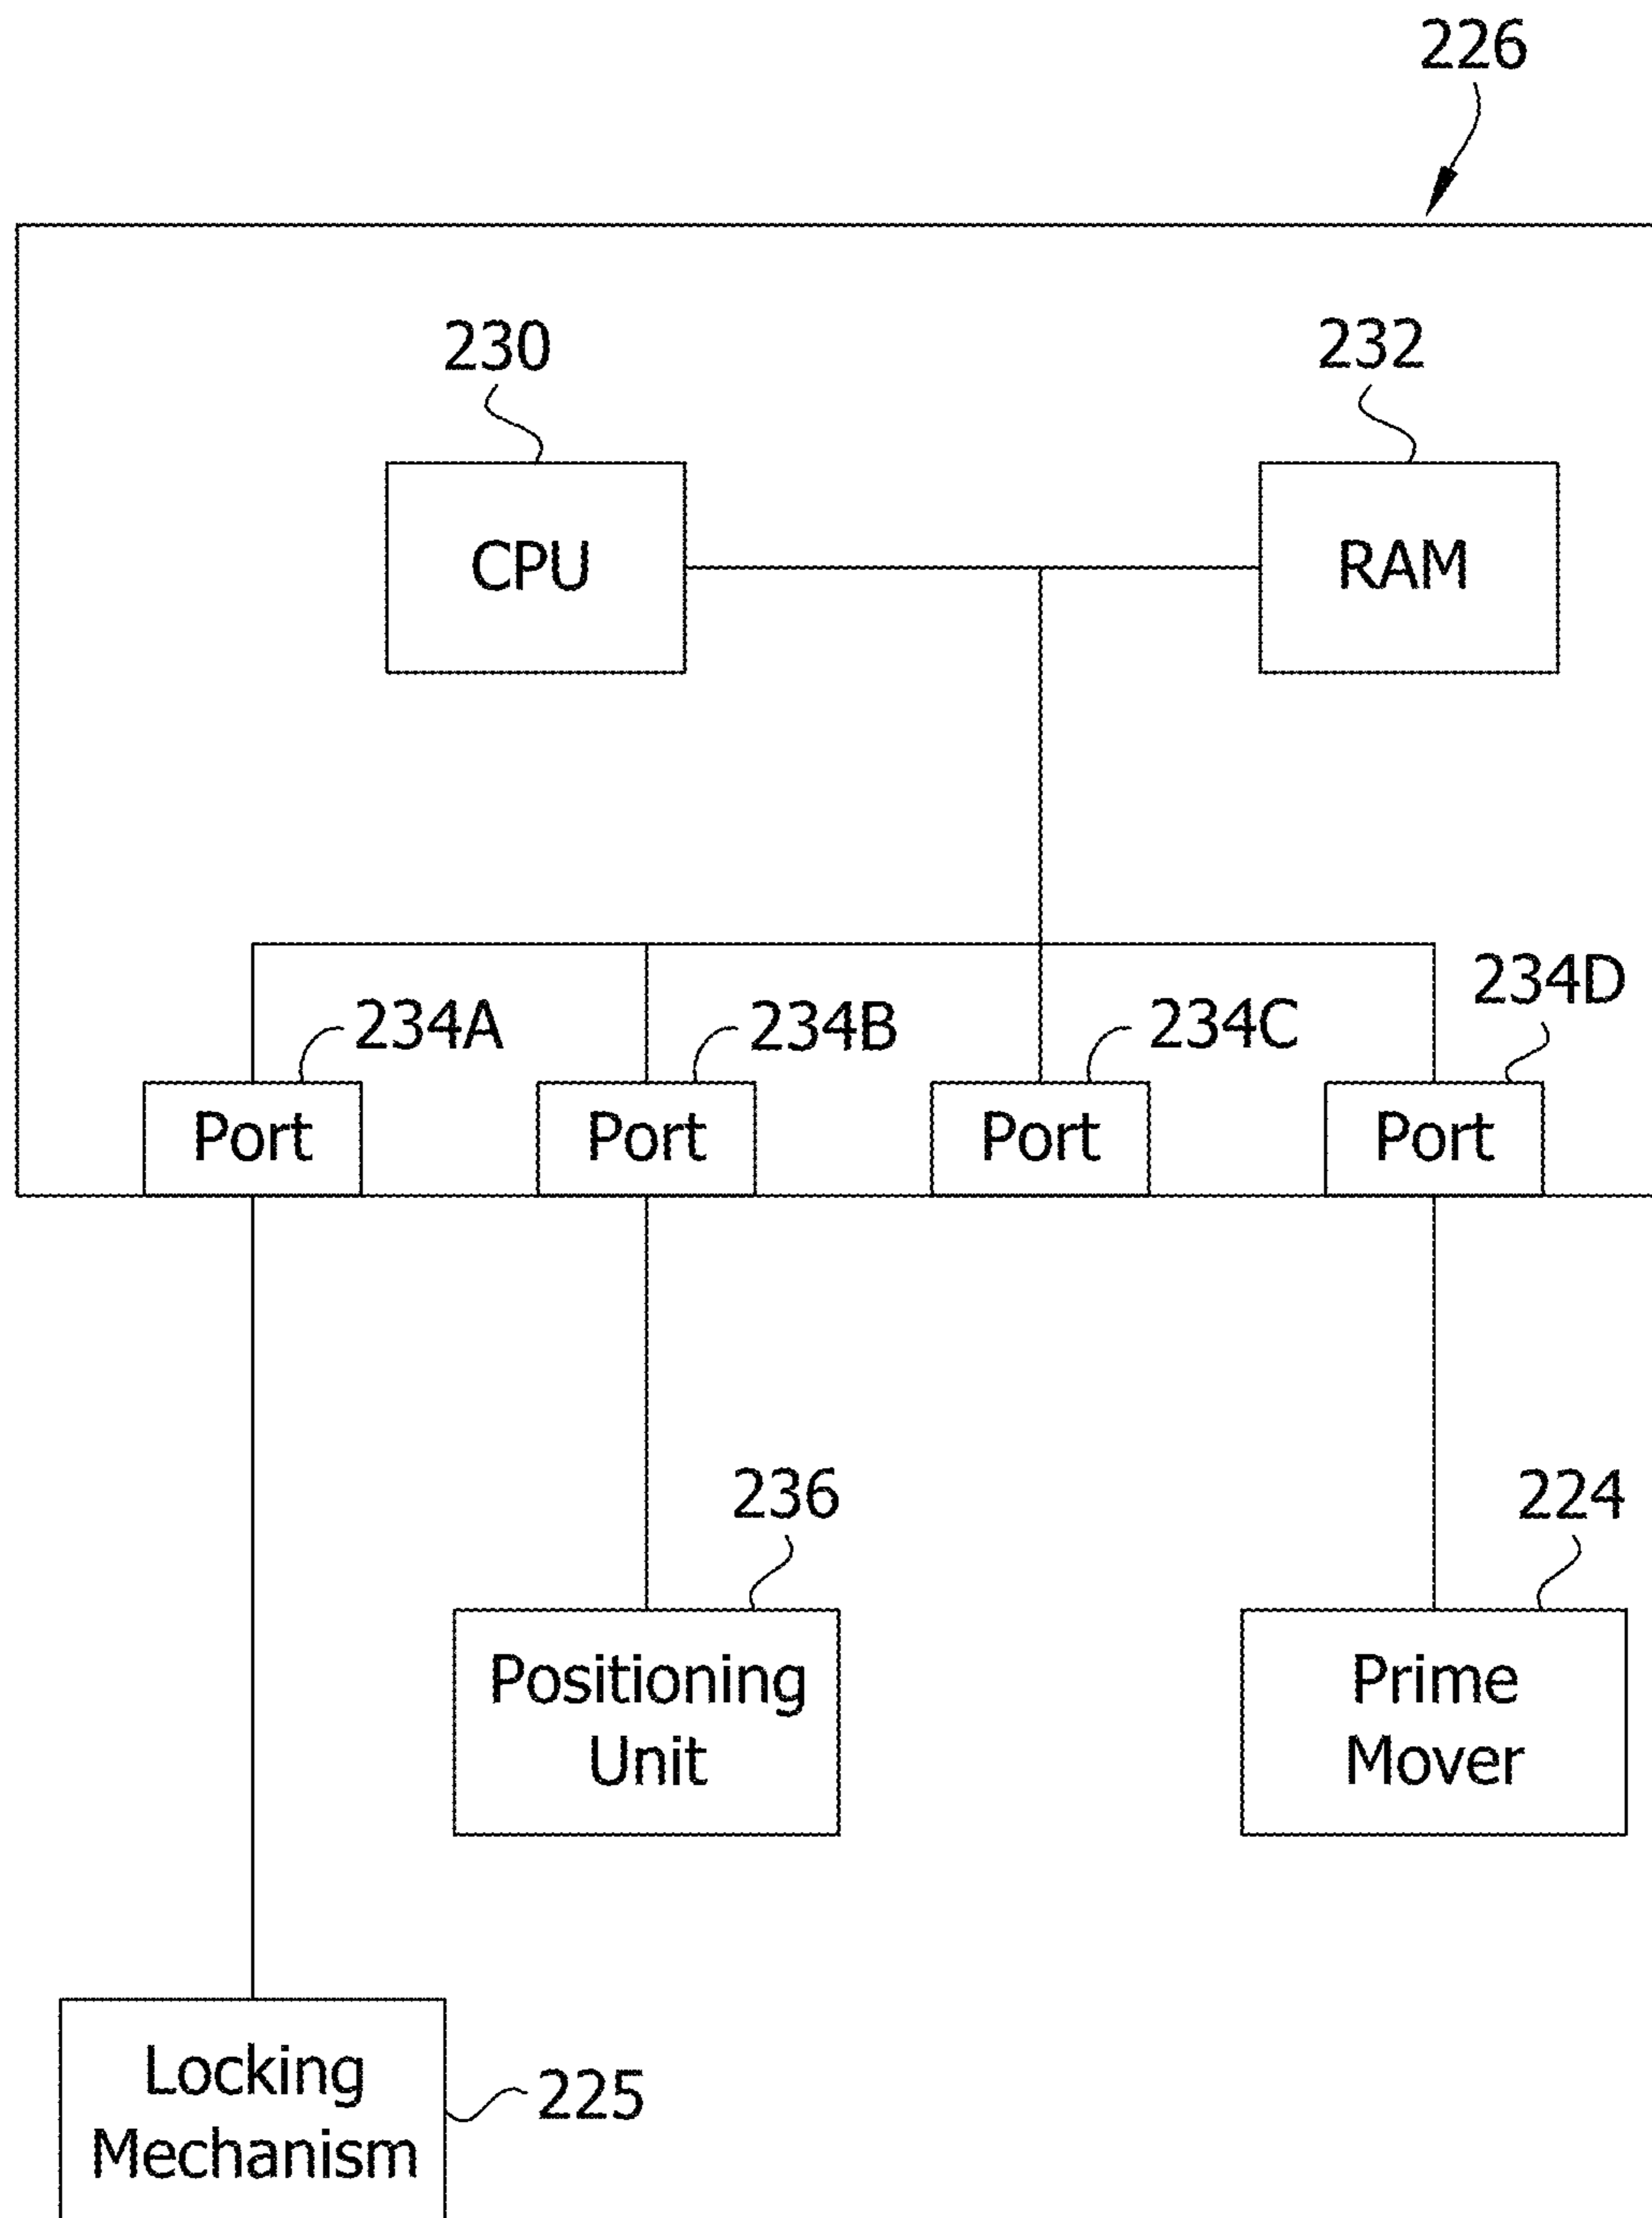 226
230
232
CPU
RAM
234D
234A
234B
234C
Port
Port
Port
Port
236
224
Positioning
Unit
Prime
Mover
Locking
Mechanism
225